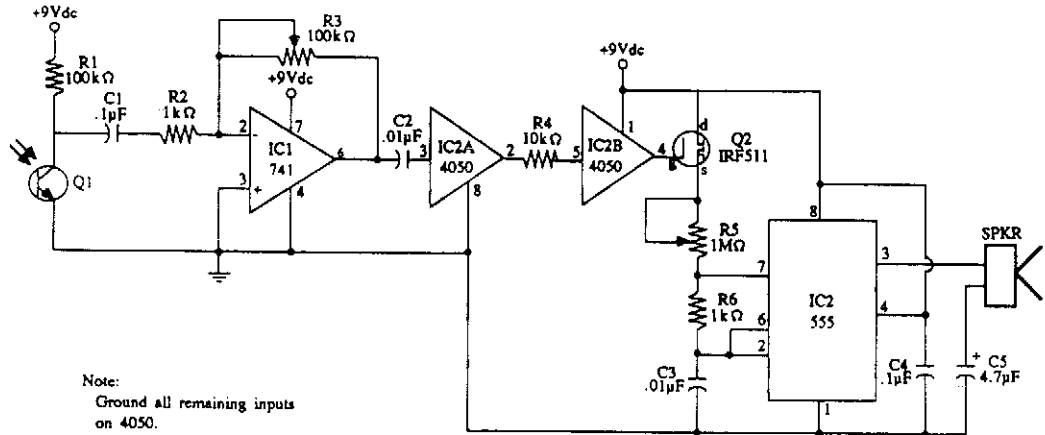 +9Vdc
R1
100kΩ
C1
.1µF
R2
1kΩ
R3
100kΩ
+9Vdc
2
-
7
IC1
741
6
3
+
4
Q1
C2
.01µF
3
IC2A
4050
2
8
R4
10kΩ
+9Vdc
5
IC2B
4050
1
4
g
d
s
Q2
IRF511
R5
1MΩ
7
R6
1kΩ
6
2
C3
.01µF
8
IC2
555
3
4
1
C4
.1µF
SPKR
+
C5
4.7µF
Note:
Ground all remaining inputs
on 4050.